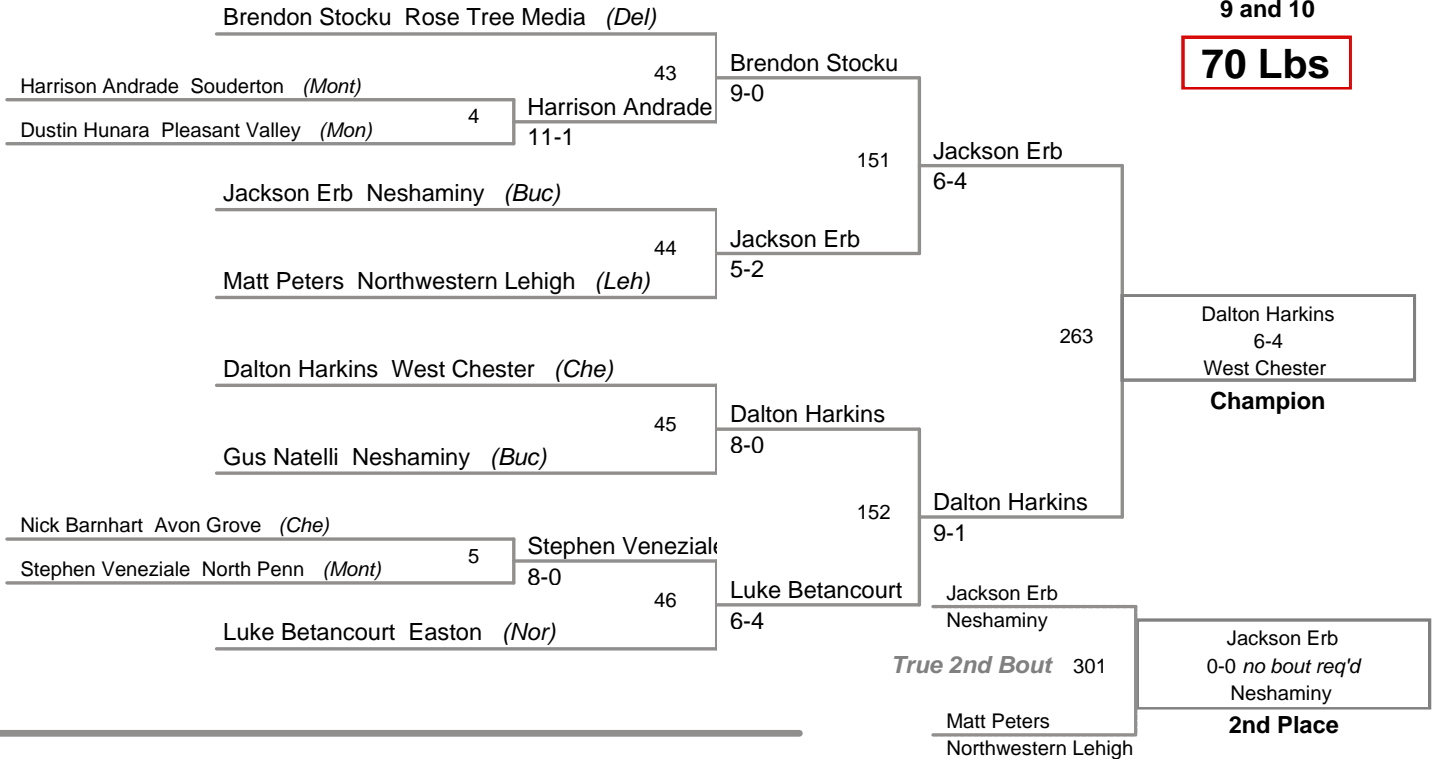 9 and 10
70 Lbs
Brendon Stocku Rose Tree Media (Del)
43
Brendon Stocku
9-0
Harrison Andrade Souderton (Mont)
4
Harrison Andrade
Dustin Hunara Pleasant Valley (Mon)
11-1
151
Jackson Erb
6-4
Jackson Erb Neshaminy (Buc)
44
Jackson Erb
5-2
Matt Peters Northwestern Lehigh (Leh)
263
Dalton Harkins
6-4
West Chester
Champion
Dalton Harkins West Chester (Che)
45
Dalton Harkins
8-0
Gus Natelli Neshaminy (Buc)
152
Dalton Harkins
9-1
Nick Barnhart Avon Grove (Che)
5
Stephen Veneziale
Stephen Veneziale North Penn (Mont)
8-0
46
Luke Betancourt
6-4
Luke Betancourt Easton (Nor)
Jackson Erb
Neshaminy
True 2nd Bout 301
Jackson Erb
0-0 no bout req'd
Neshaminy
2nd Place
Matt Peters
Northwestern Lehigh